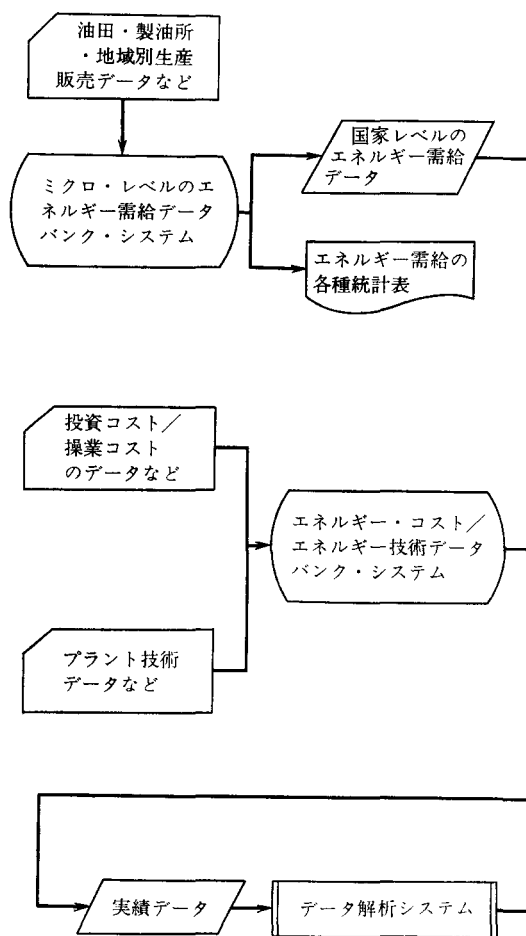 油田・製油所
・地域別生産
販売データなど
国家レベルの
エネルギー需給
データ
ミクロ・レベルのエ
ネルギー需給データ
バンク・システム
エネルギー需給の
各種統計表
投資コスト／
操業コスト
のデータなど
エネルギー・コスト／
エネルギー技術データ
バンク・システム
プラント技術
データなど
実績データ
データ解析システム